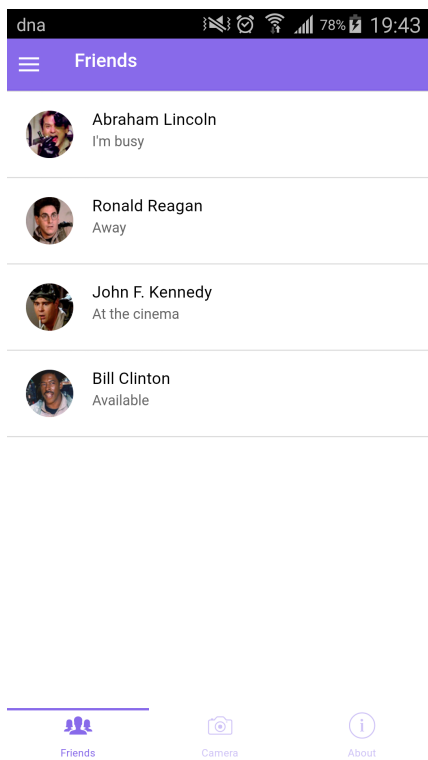 dna 78% 19:43
Friends
Abraham Lincoln
I'm busy
Ronald Reagan
Away
John F. Kennedy
At the cinema
Bill Clinton
Available
Friends Camera About